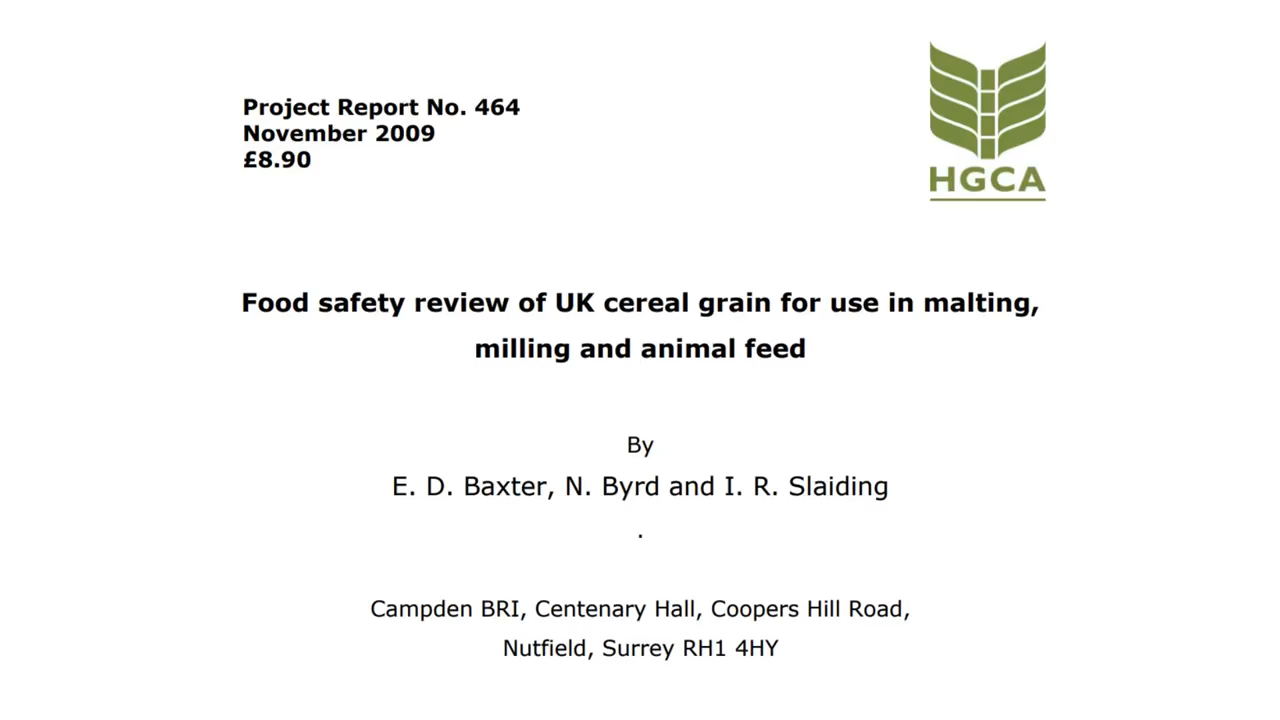 Project Report No. 464
November 2009
£8.90
HGCA
Food safety review of UK cereal grain for use in malting,
milling and animal feed
By
E. D. Baxter, N. Byrd and I. R. Slaiding
.
Campden BRI, Centenary Hall, Coopers Hill Road,
Nutfield, Surrey RH1 4HY